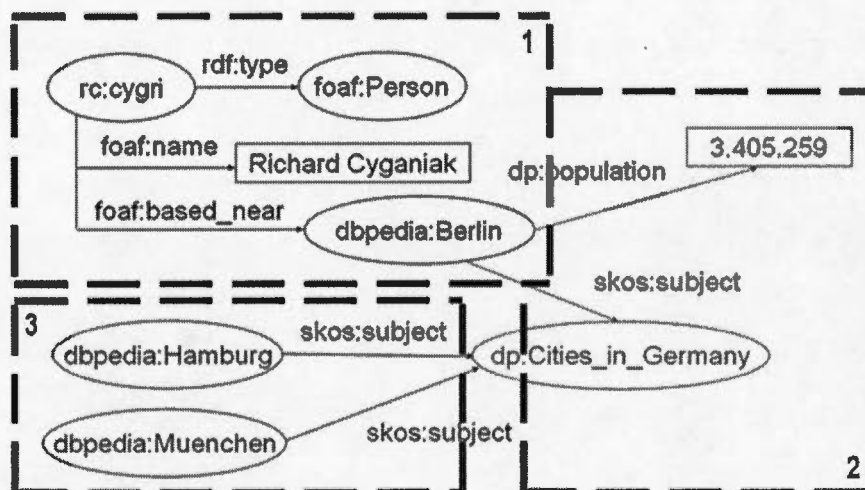 1
rc:cygri
rdf:type
foaf:Person
foaf:name
Richard Cyganiak
foaf:based_near
dbpedia:Berlin
dp:population
3.405.259
skos:subject
3
dbpedia:Hamburg
skos:subject
dp:Cities_in_Germany
dbpedia:Muenchen
skos:subject
2